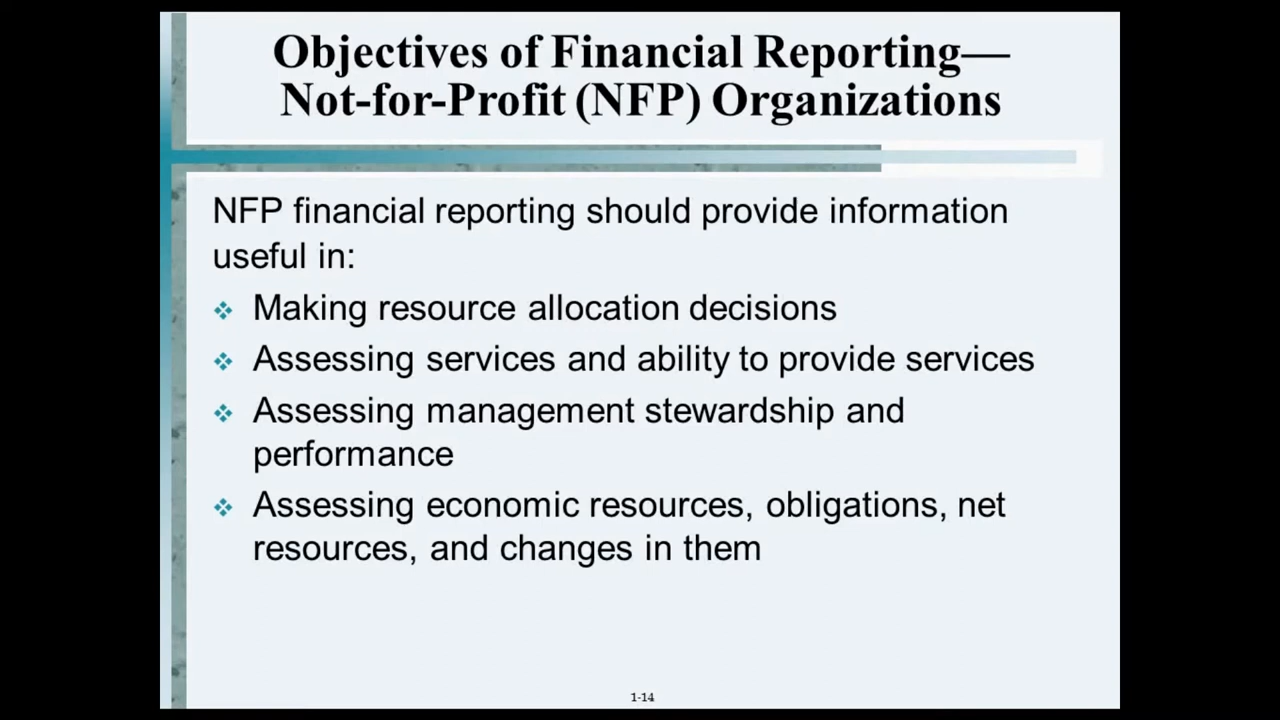 Objectives of Financial Reporting—
Not-for-Profit (NFP) Organizations
NFP financial reporting should provide information
useful in:
Making resource allocation decisions
Assessing services and ability to provide services
Assessing management stewardship and
performance
Assessing economic resources, obligations, net
resources, and changes in them
1-14